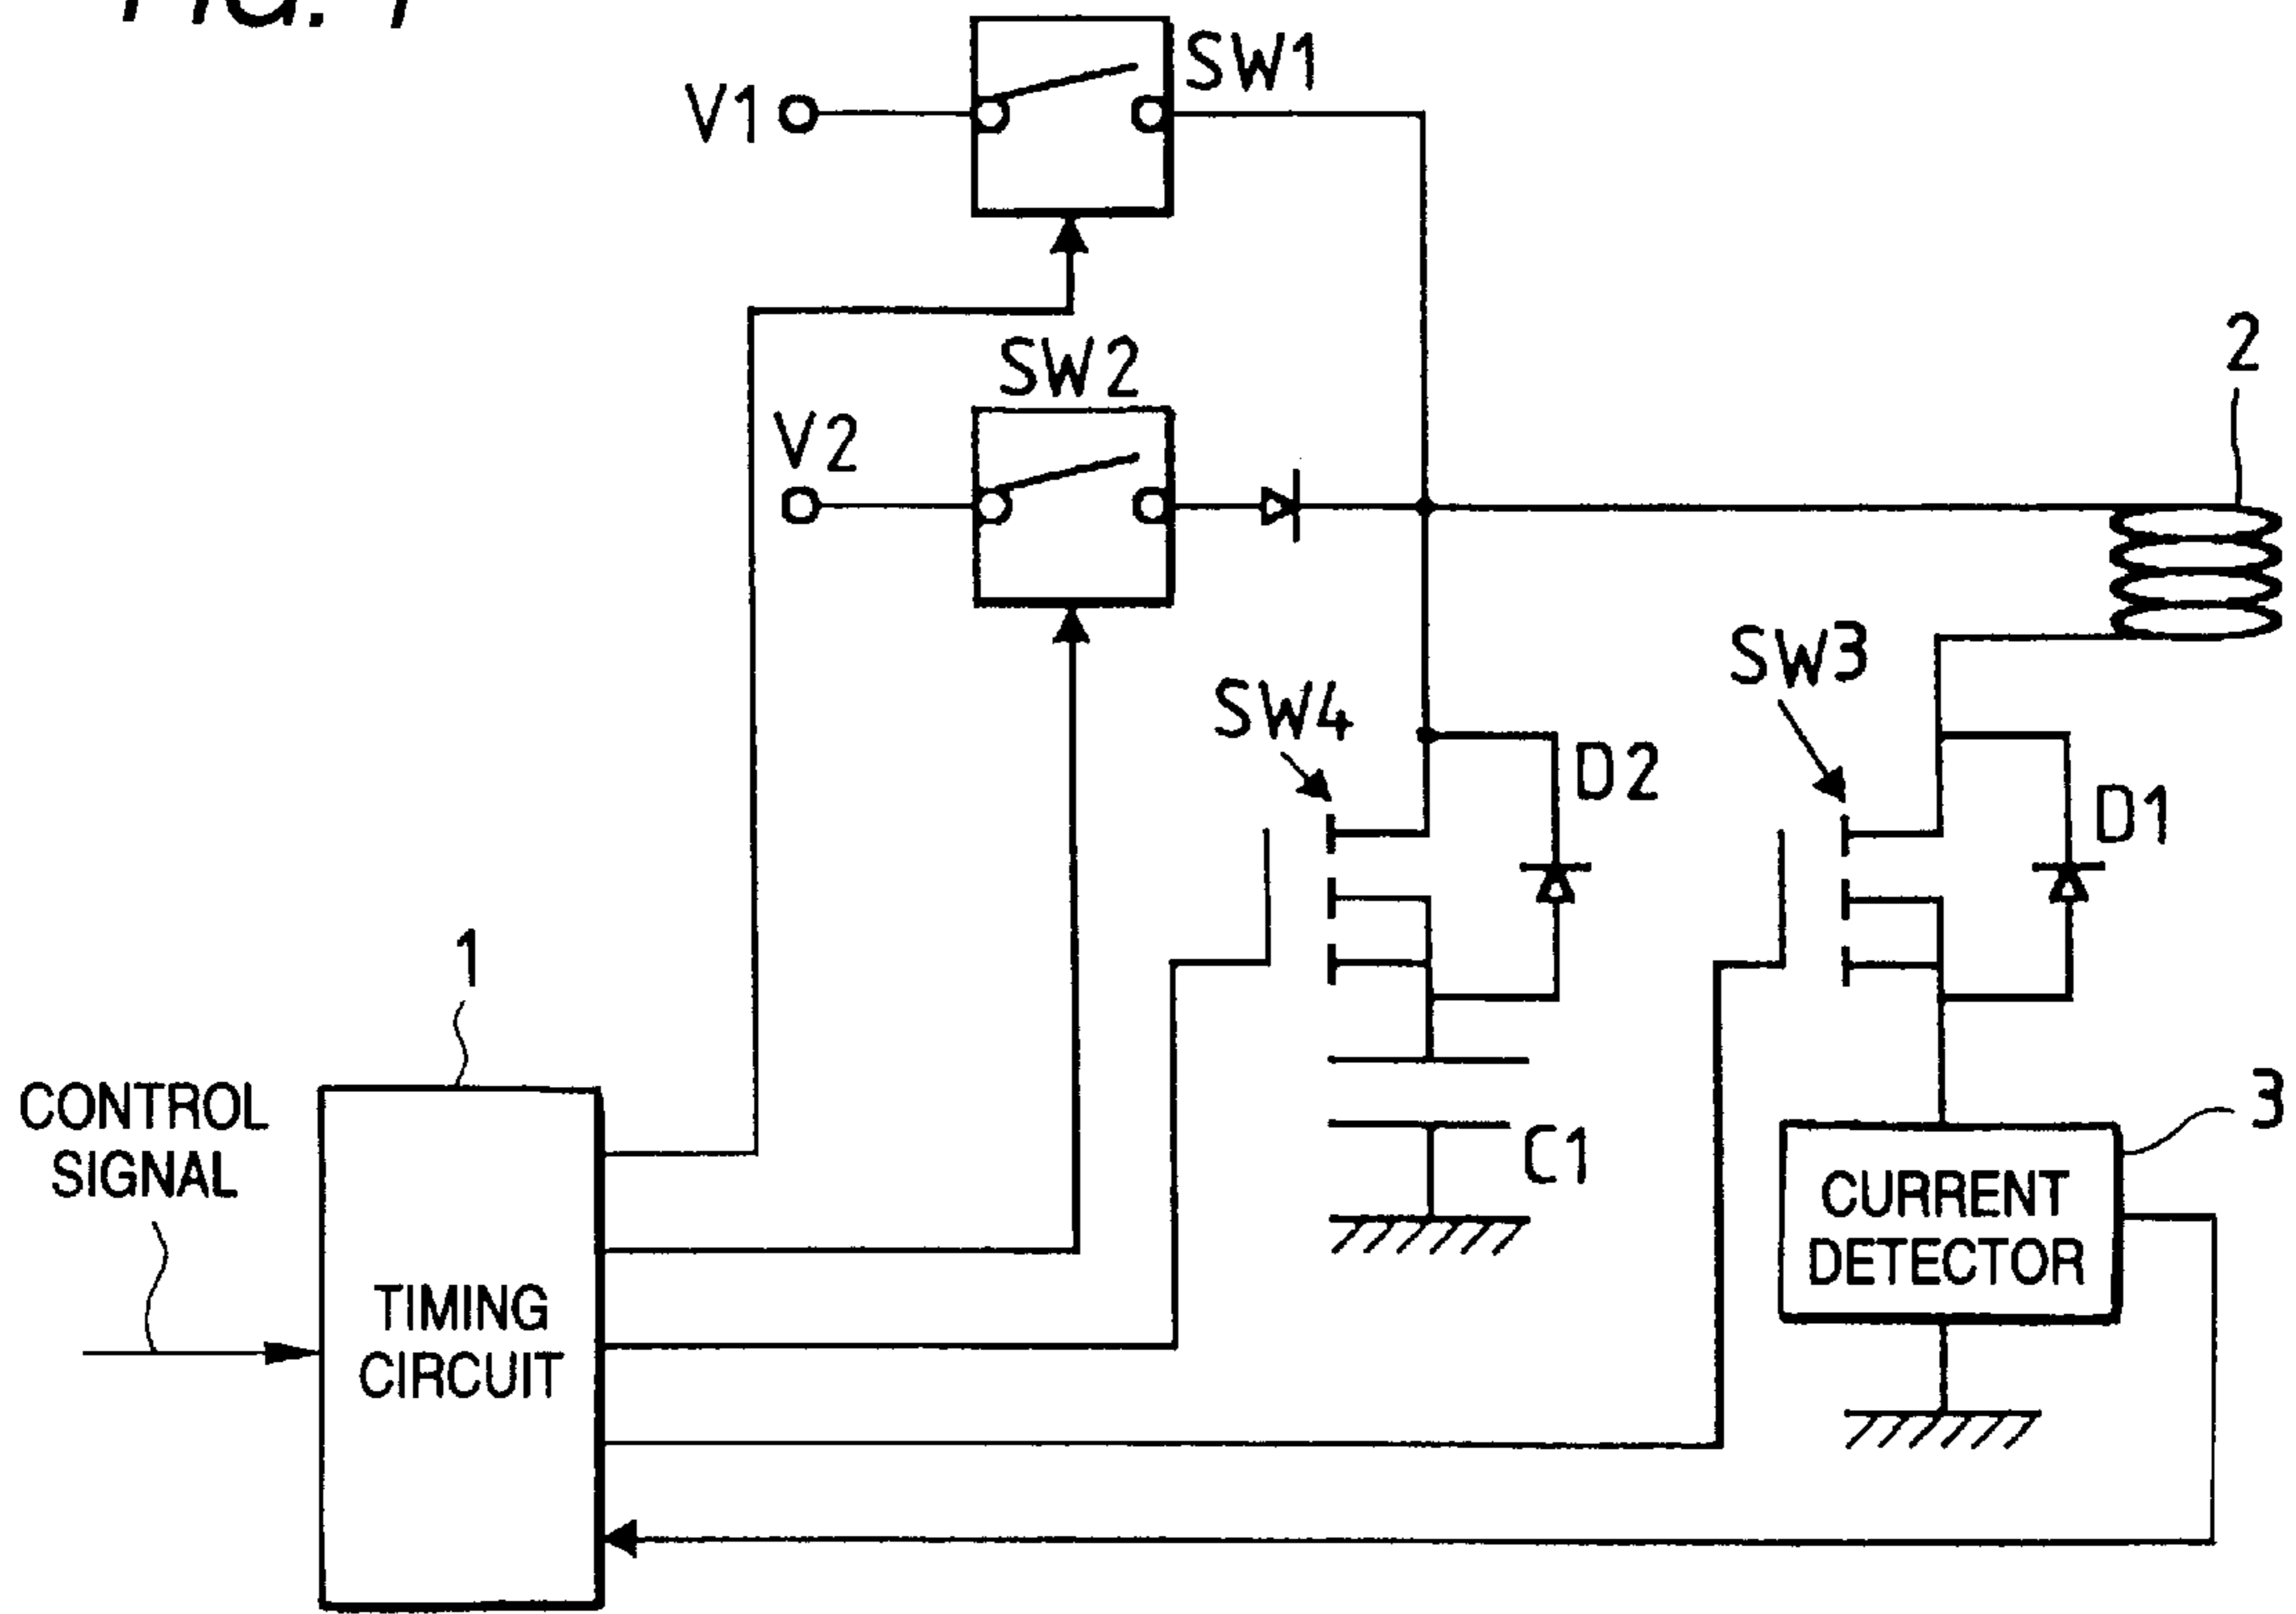 FIG. 1
SW1
V1
SW2
V2
2
SW3
SW4
D2
D1
1
CONTROL
SIGNAL
3
C1
CURRENT
DETECTOR
TIMING
CIRCUIT